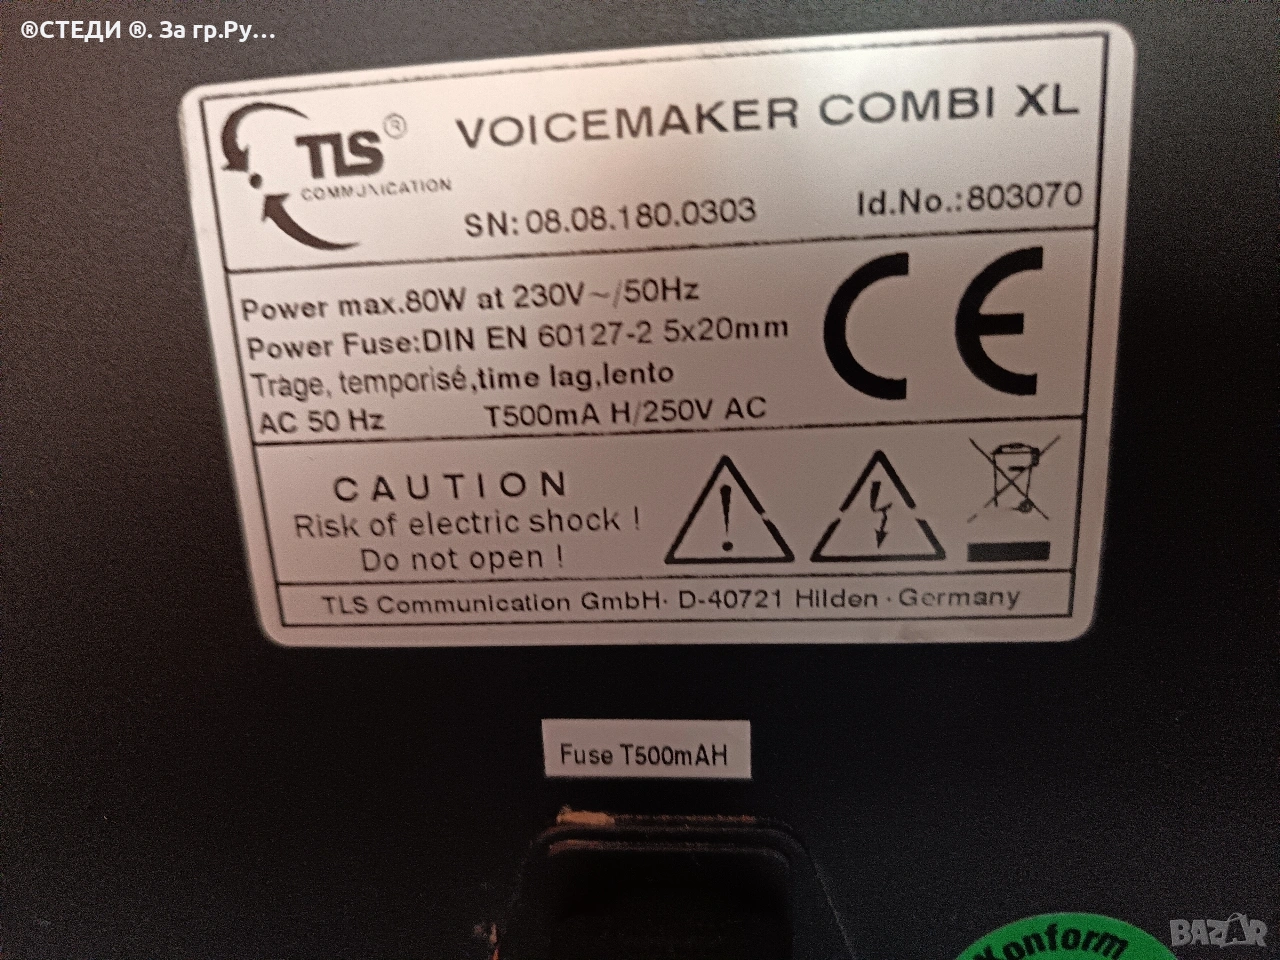 ®СТЕДИ ®. За гр.Ру...
TLS®
COMMUNICATION
VOICEMAKER COMBI XL
SN: 08.08.180.0303 Id.No.:803070
Power max.80W at 230V~/50Hz
Power Fuse:DIN EN 60127-2 5x20mm
Träge, temporisé,time lag,lento
AC 50 Hz T500mA H/250V AC
CE
CAUTION
Risk of electric shock !
Do not open !
TLS Communication GmbH· D-40721 Hilden · Germany
Fuse T500mAH
Konform
BAZAR